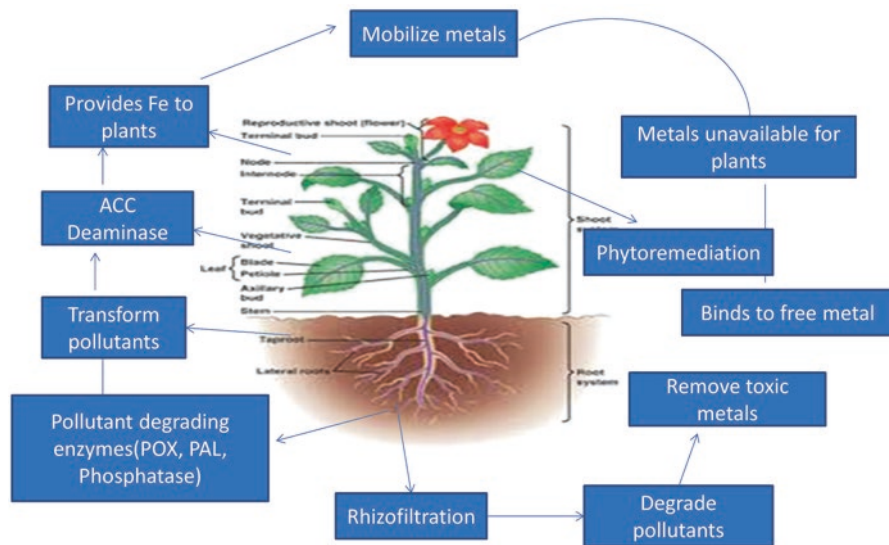 Mobilize metals
Provides Fe to
plants
Metals unavailable for
plants
ACC
Deaminase
Phytoremediation
Transform
pollutants
Binds to free metal
Pollutant degrading
enzymes(POX, PAL,
Phosphatase)
Remove toxic
metals
Rhizofiltration
Degrade
pollutants
Reproductive shoot (flower)
Terminal bud
Node
Internode
Terminal
bud
Vegetative
shoot
Leaf
Blade
Petiole
Axillary
bud
Stem
Taproot
Lateral roots
Shoot
Root
system